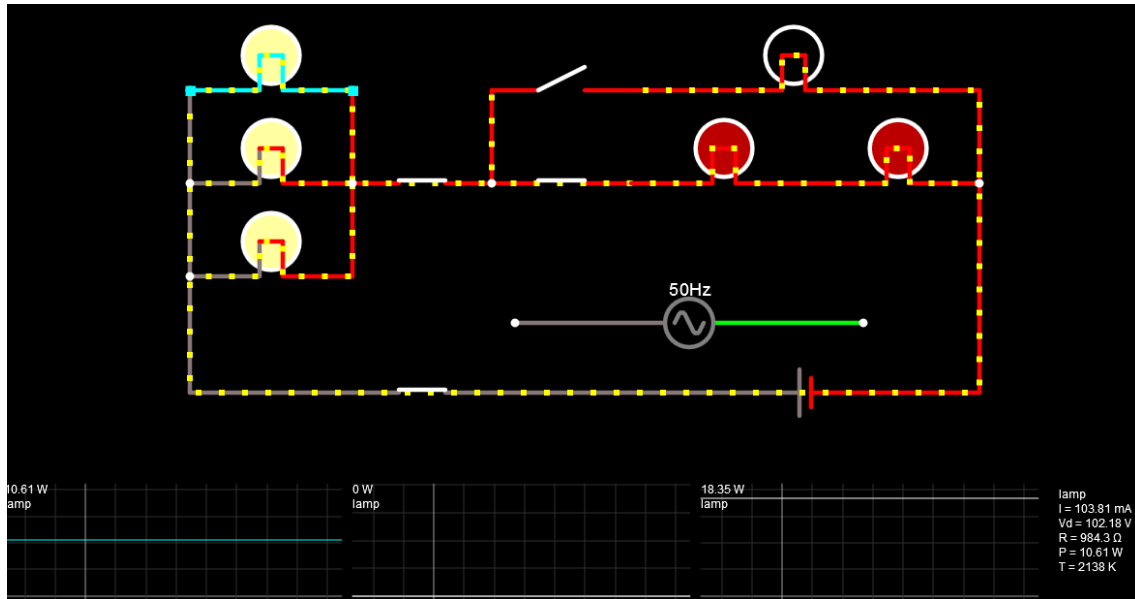 50Hz
10.61 W
lamp
0 W
lamp
18.35 W
lamp
lamp
I = 103.81 mA
Vd = 102.18 V
R = 984.3 Ω
P = 10.61 W
T = 2138 K